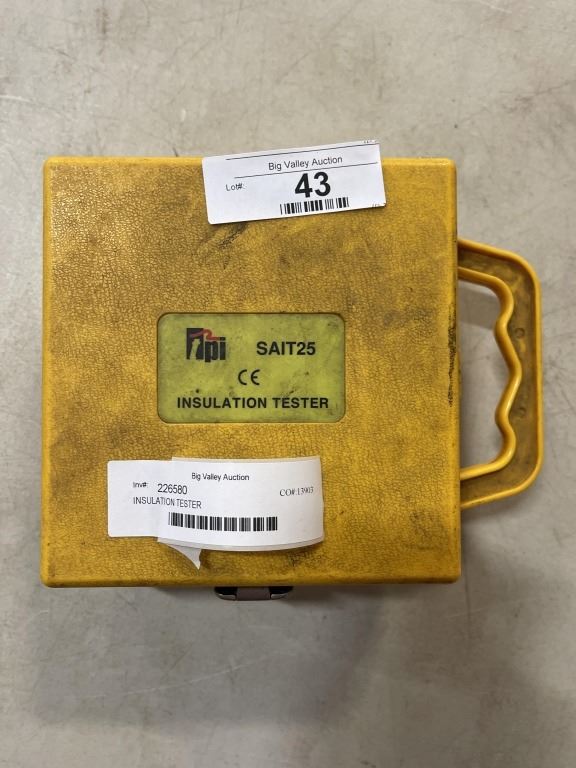 Big Valley Auction
Lot#: 43
tpi SAIT25
CE
INSULATION TESTER
Big Valley Auction
Inv#: 226580 CO#:13903
INSULATION TESTER